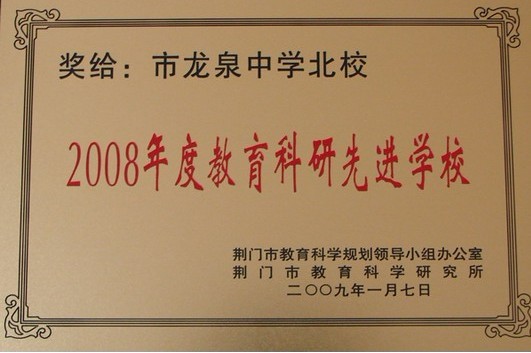 奖给：市龙泉中学北校
2008年度教育科研先进学校
荆门市教育科学规划领导小组办公室
荆门市教育科学研究所
二〇〇九年一月七日